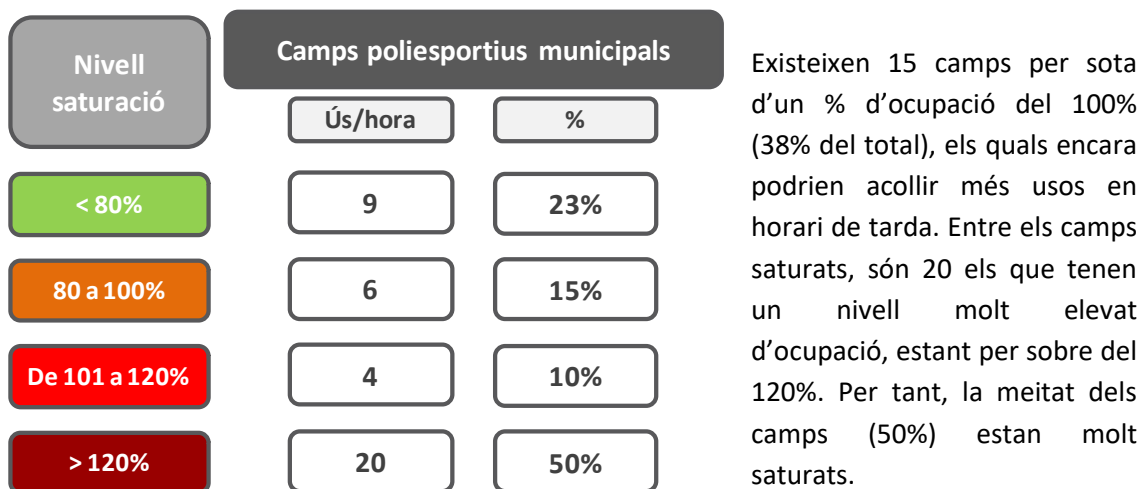 Nivell
saturació
Camps poliesportius municipals
Ús/hora
%
< 80%
9
23%
80 a 100%
6
15%
De 101 a 120%
4
10%
> 120%
20
50%
Existeixen 15 camps per sota
d’un % d’ocupació del 100%
(38% del total), els quals encara
podrien acollir més usos en
horari de tarda. Entre els camps
saturats, són 20 els que tenen
un nivell molt elevat
d’ocupació, estant per sobre del
120%. Per tant, la meitat dels
camps (50%) estan molt
saturats.